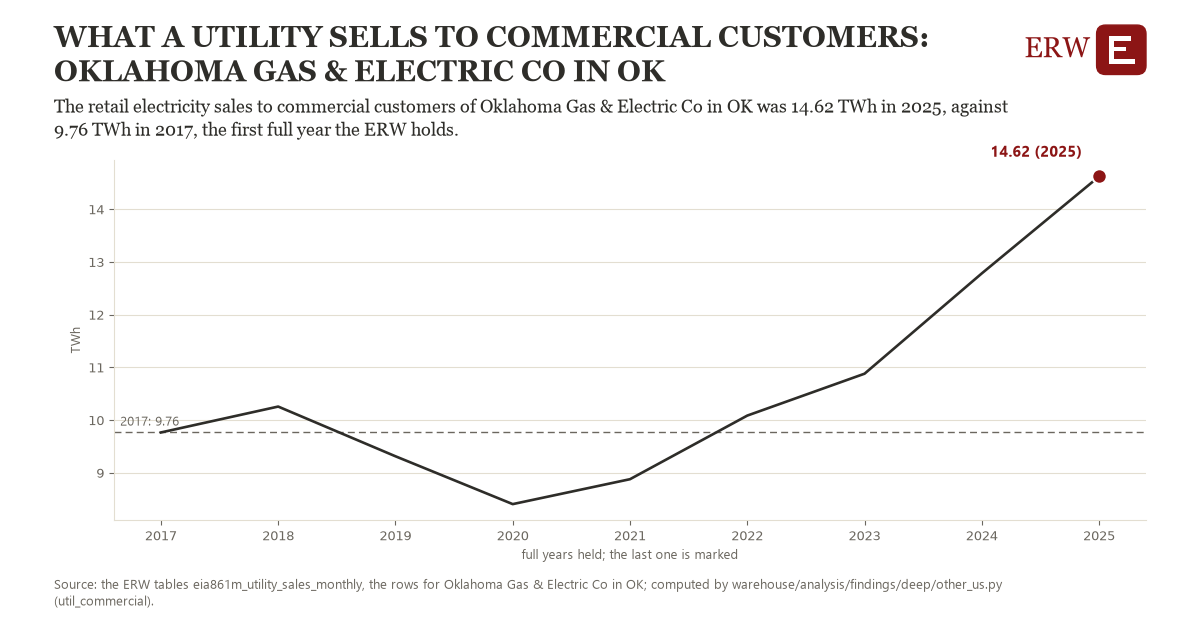 WHAT A UTILITY SELLS TO COMMERCIAL CUSTOMERS:
OKLAHOMA GAS & ELECTRIC CO IN OK
ERW E
The retail electricity sales to commercial customers of Oklahoma Gas & Electric Co in OK was 14.62 TWh in 2025, against
9.76 TWh in 2017, the first full year the ERW holds.
14.62 (2025)
14
13
12
11
10
9
TWh
2017: 9.76
2017 2018 2019 2020 2021 2022 2023 2024 2025
full years held; the last one is marked
Source: the ERW tables eia861m_utility_sales_monthly, the rows for Oklahoma Gas & Electric Co in OK; computed by warehouse/analysis/findings/deep/other_us.py
(util_commercial).